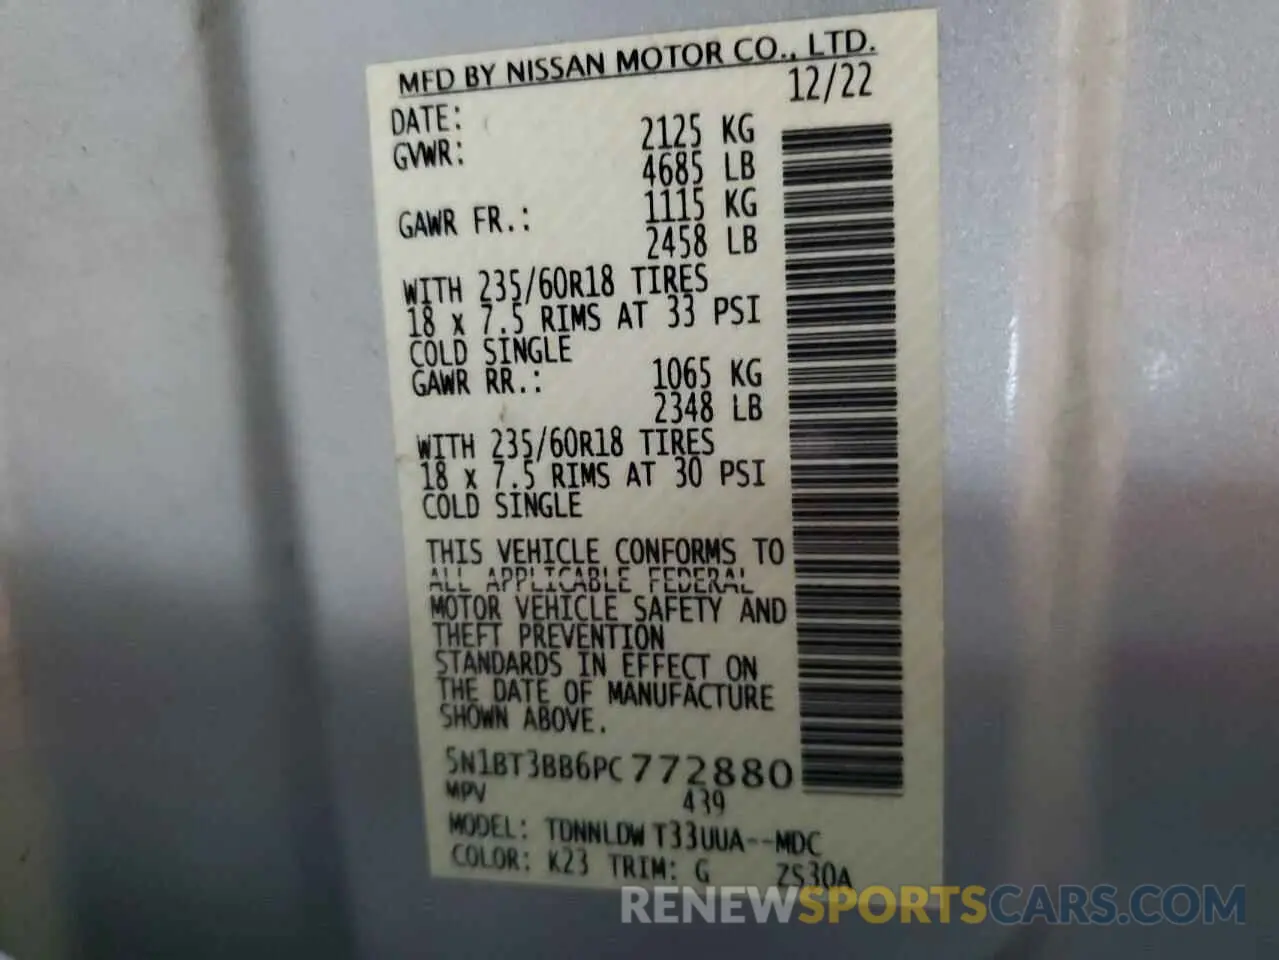 MFD BY NISSAN MOTOR CO., LTD.
DATE: 12/22
GVWR: 2125 KG
4685 LB
GAWR FR.: 1115 KG
2458 LB
WITH 235/60R18 TIRES
18 x 7.5 RIMS AT 33 PSI
COLD SINGLE
GAWR RR.: 1065 KG
2348 LB
WITH 235/60R18 TIRES
18 x 7.5 RIMS AT 30 PSI
COLD SINGLE
THIS VEHICLE CONFORMS TO
ALL APPLICABLE FEDERAL
MOTOR VEHICLE SAFETY AND
THEFT PREVENTION
STANDARDS IN EFFECT ON
THE DATE OF MANUFACTURE
SHOWN ABOVE.
5N1BT3BB6PC772880
MPV 439
MODEL: TDNNLDW T33UUA--MDC
COLOR: K23 TRIM: G ZS30A
RENEWSPORTSCARS.COM